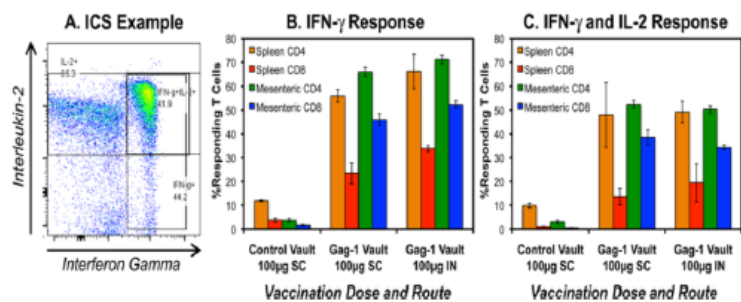 A. ICS Example
IL-2+
85.3
IFN-g+IL-2+
41.9
IFN-g+
44.2
Interleukin-2
Interferon Gamma
B. IFN-γ Response
%Responding T Cells
80
70
60
50
40
30
20
10
0
Spleen CD4
Spleen CD8
Mesenteric CD4
Mesenteric CD8
Control Vault
100µg SC
Gag-1 Vault
100µg SC
Gag-1 Vault
100µg IN
Vaccination Dose and Route
C. IFN-γ and IL-2 Response
%Responding T Cells
80
70
60
50
40
30
20
10
0
Spleen CD4
Spleen CD8
Mesenteric CD4
Mesenteric CD8
Control Vault
100µg SC
Gag-1 Vault
100µg SC
Gag-1 Vault
100µg IN
Vaccination Dose and Route